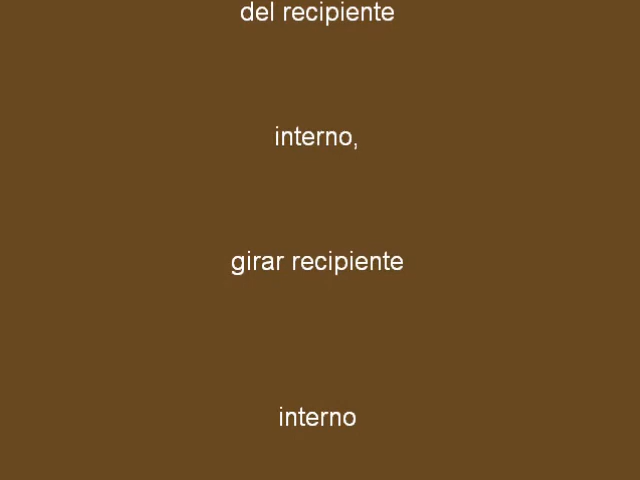 del recipiente
interno,
girar recipiente
interno